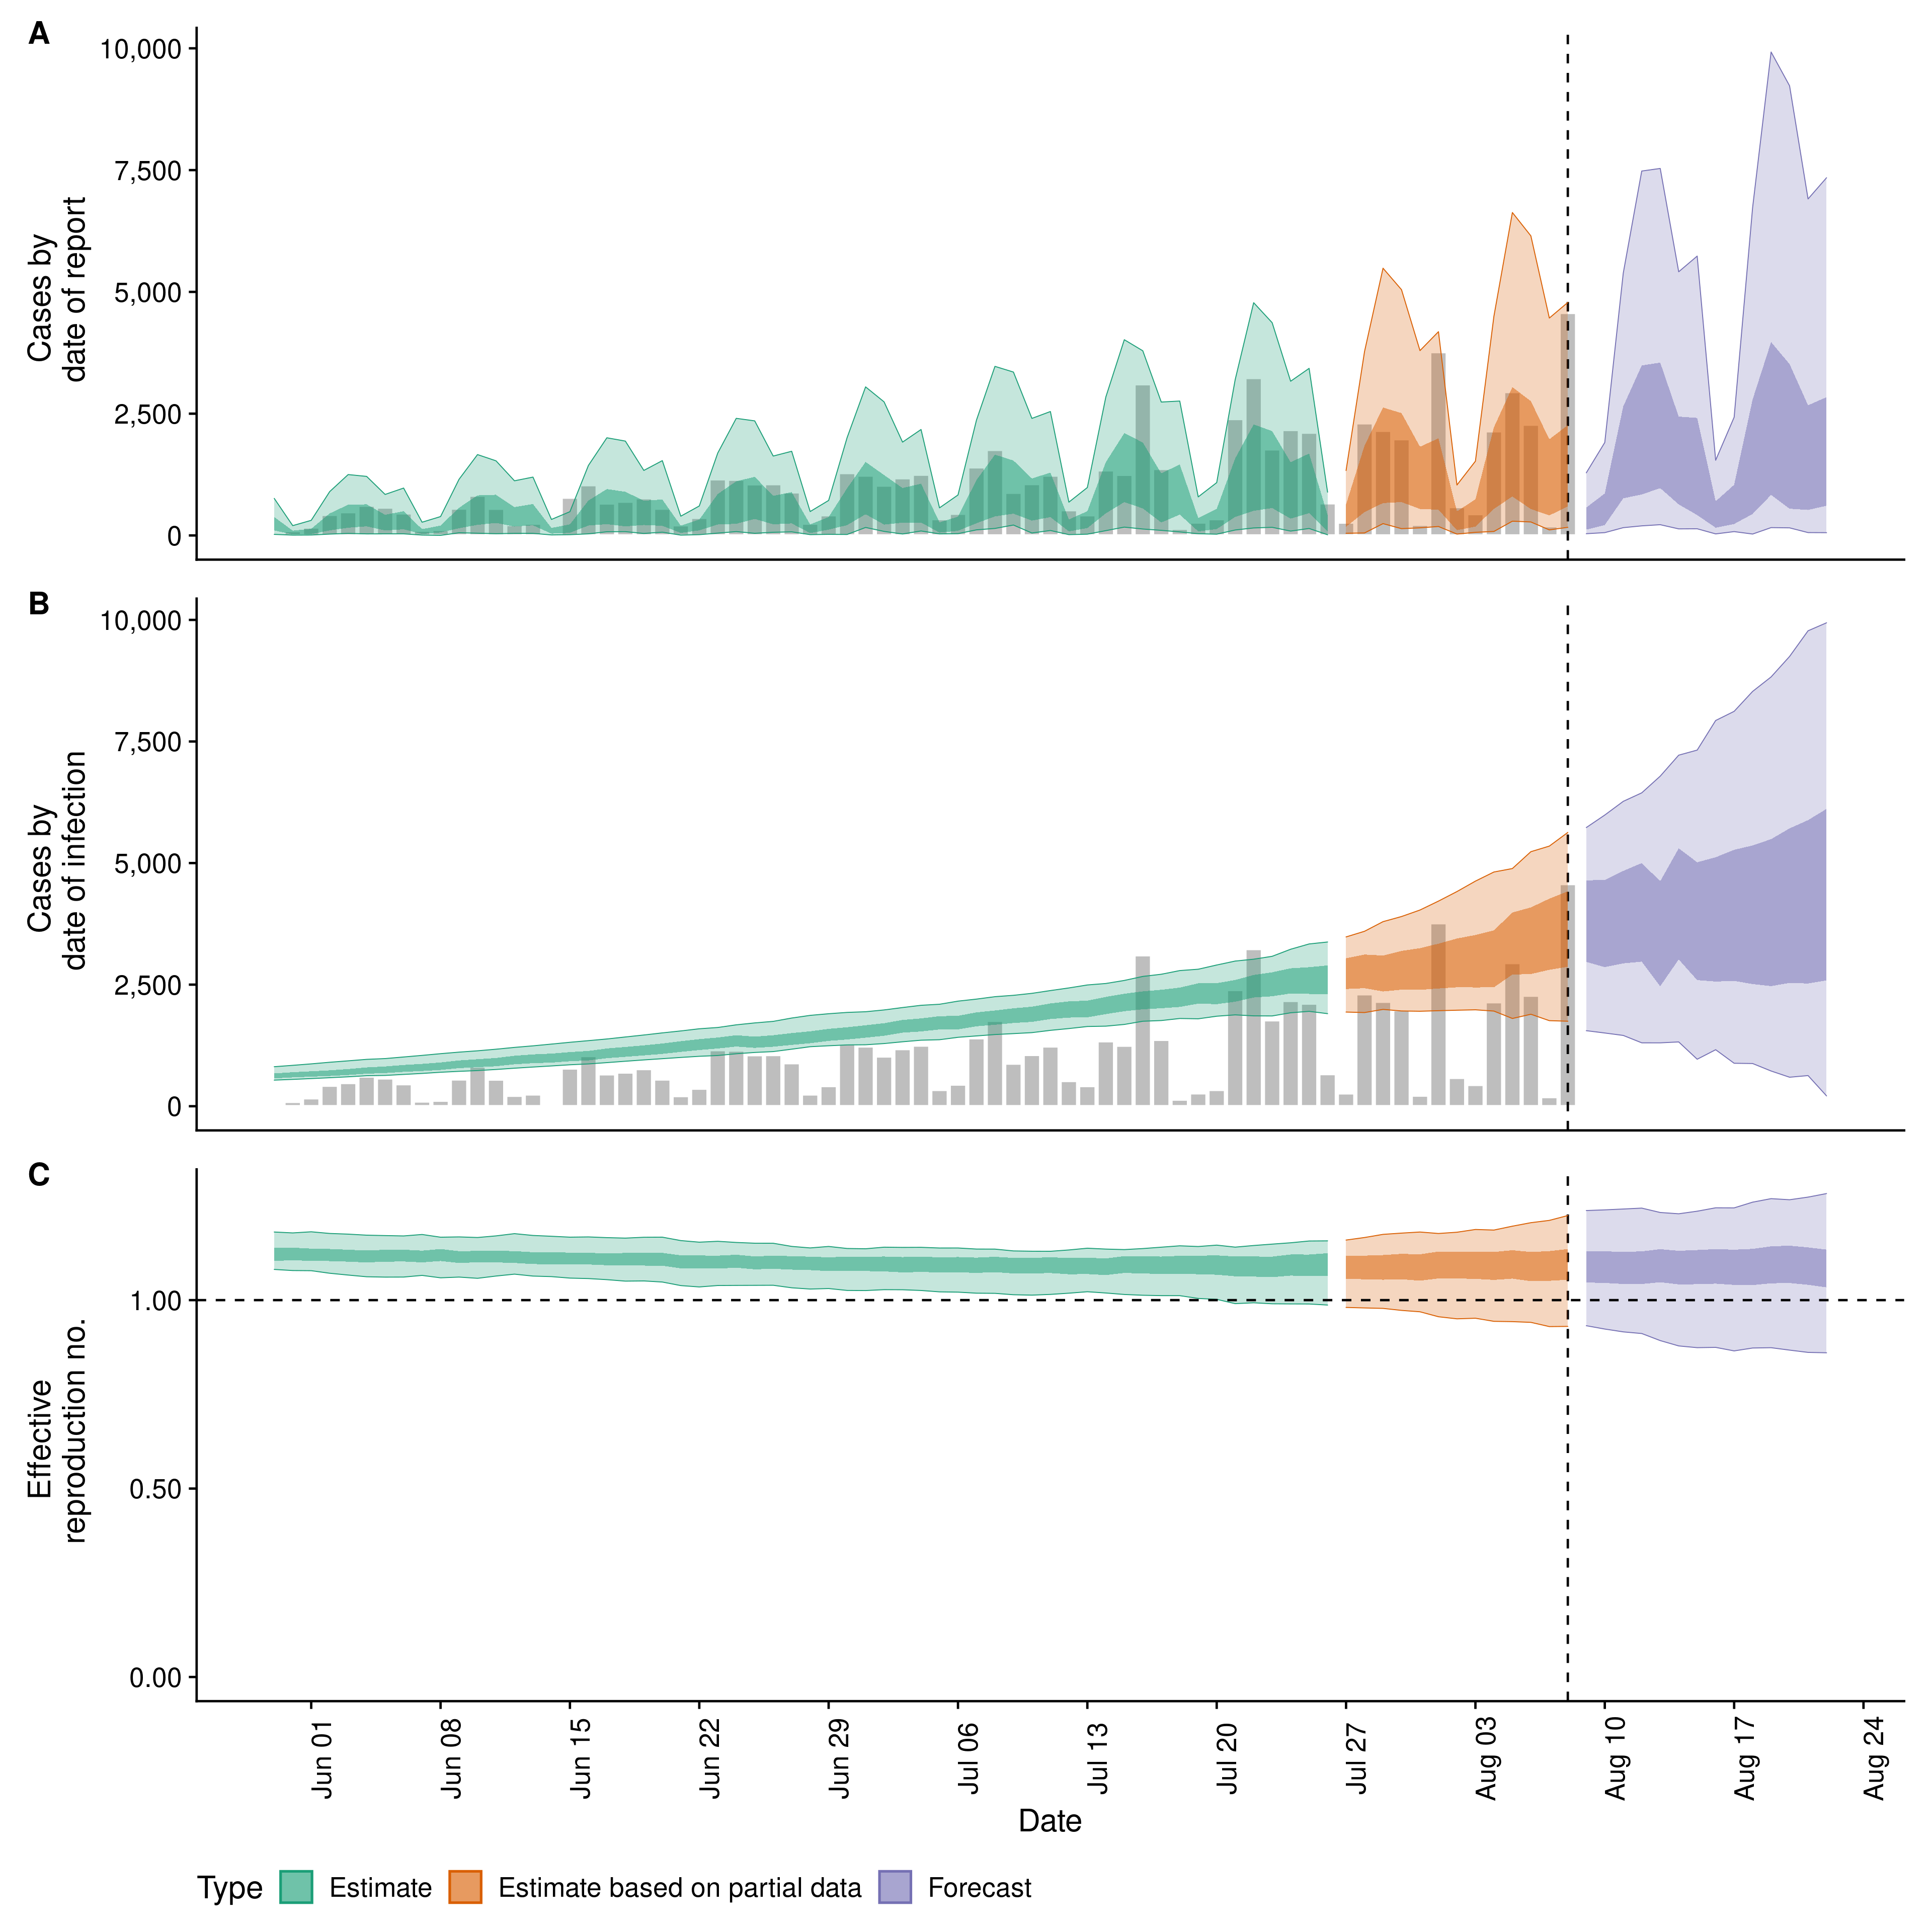 A
10,000
7,500
5,000
2,500
0
Cases by
date of report
B
10,000
7,500
5,000
2,500
0
Cases by
date of infection
C
1.00
0.50
0.00
Effective
reproduction no.
Jun 01
Jun 08
Jun 15
Jun 22
Jun 29
Jul 06
Jul 13
Jul 20
Jul 27
Aug 03
Aug 10
Aug 17
Aug 24
Date
Type Estimate Estimate based on partial data Forecast